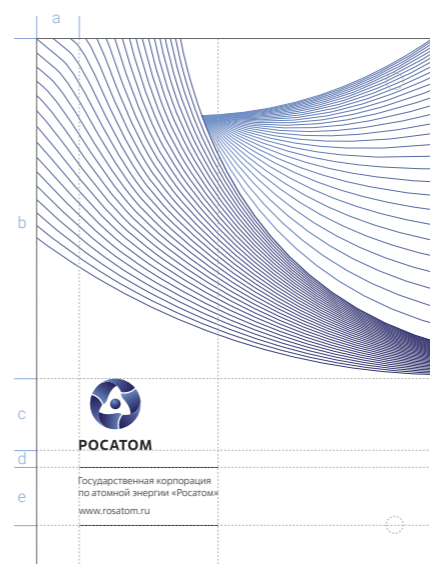 a
b
c
РОСАТОМ
d
e
Государственная корпорация
по атомной энергии «Росатом»
www.rosatom.ru